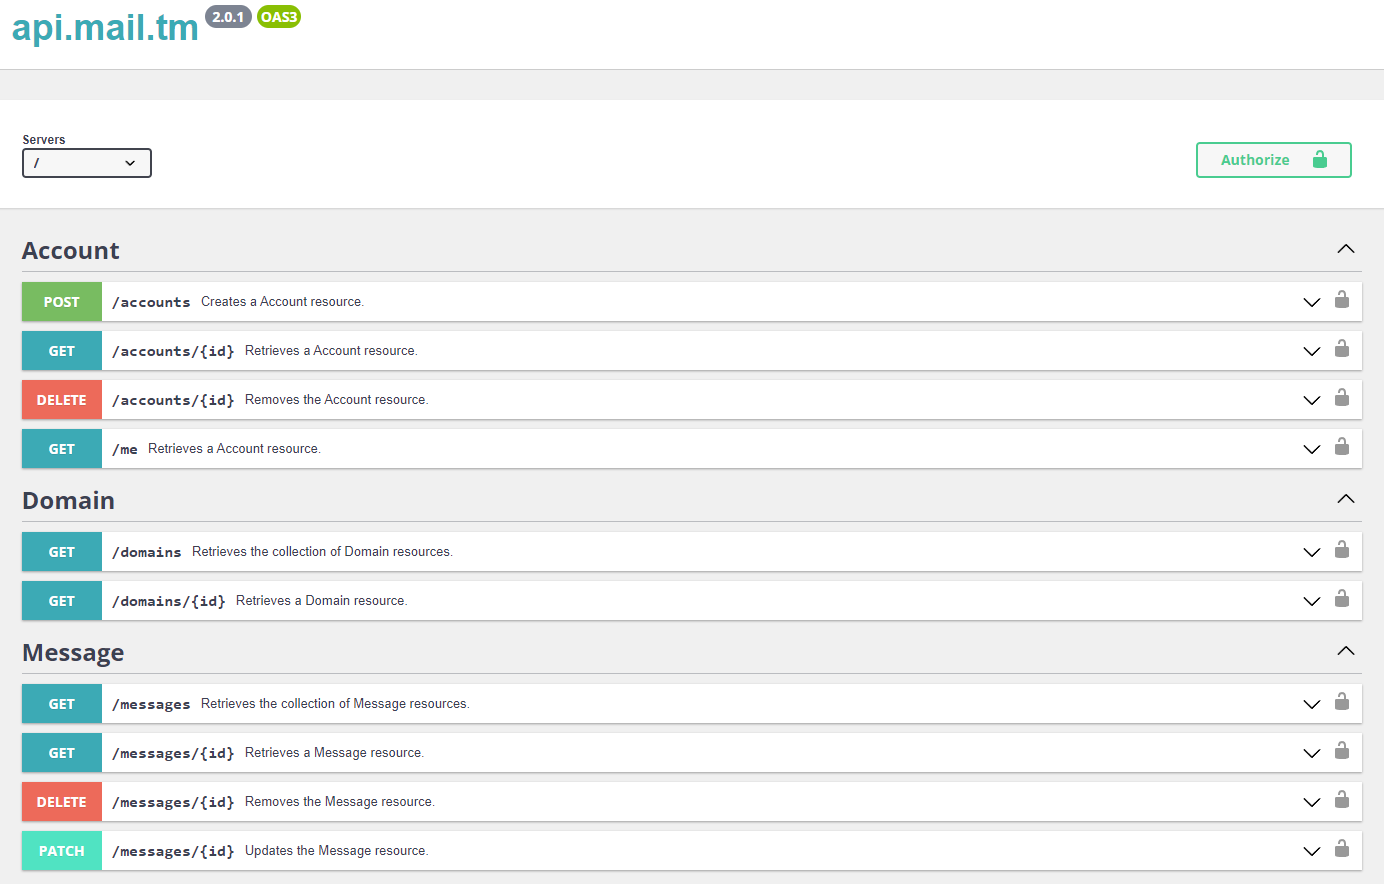 api.mail.tm 2.0.1 OAS3
Servers
/
Authorize
Account
POST /accounts Creates a Account resource.
GET /accounts/{id} Retrieves a Account resource.
DELETE /accounts/{id} Removes the Account resource.
GET /me Retrieves a Account resource.
Domain
GET /domains Retrieves the collection of Domain resources.
GET /domains/{id} Retrieves a Domain resource.
Message
GET /messages Retrieves the collection of Message resources.
GET /messages/{id} Retrieves a Message resource.
DELETE /messages/{id} Removes the Message resource.
PATCH /messages/{id} Updates the Message resource.